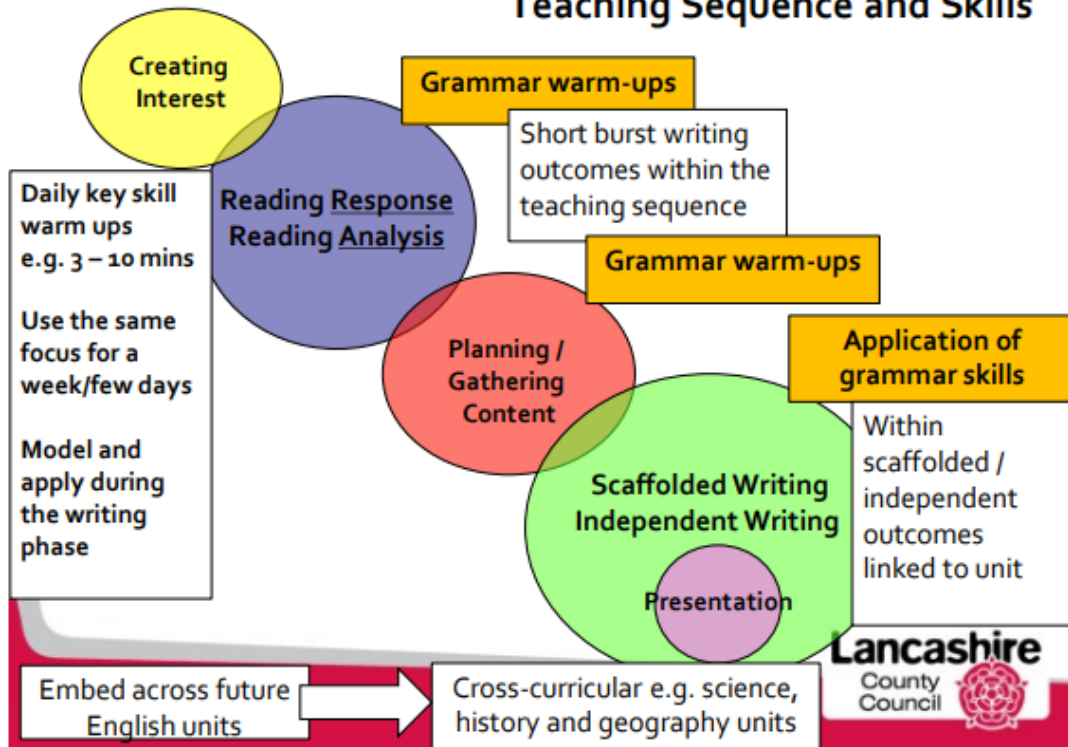 Teaching Sequence and Skills
Creating
Interest
Grammar warm-ups
Short burst writing
outcomes within the
teaching sequence
Daily key skill
warm ups
e.g. 3 – 10 mins
Use the same
focus for a
week/few days
Model and
apply during
the writing
phase
Reading Response
Reading Analysis
Grammar warm-ups
Planning /
Gathering
Content
Application of
grammar skills
Within
scaffolded /
independent
outcomes
linked to unit
Scaffolded Writing
Independent Writing
Presentation
Embed across future
English units
Cross-curricular e.g. science,
history and geography units
Lancashire
County
Council